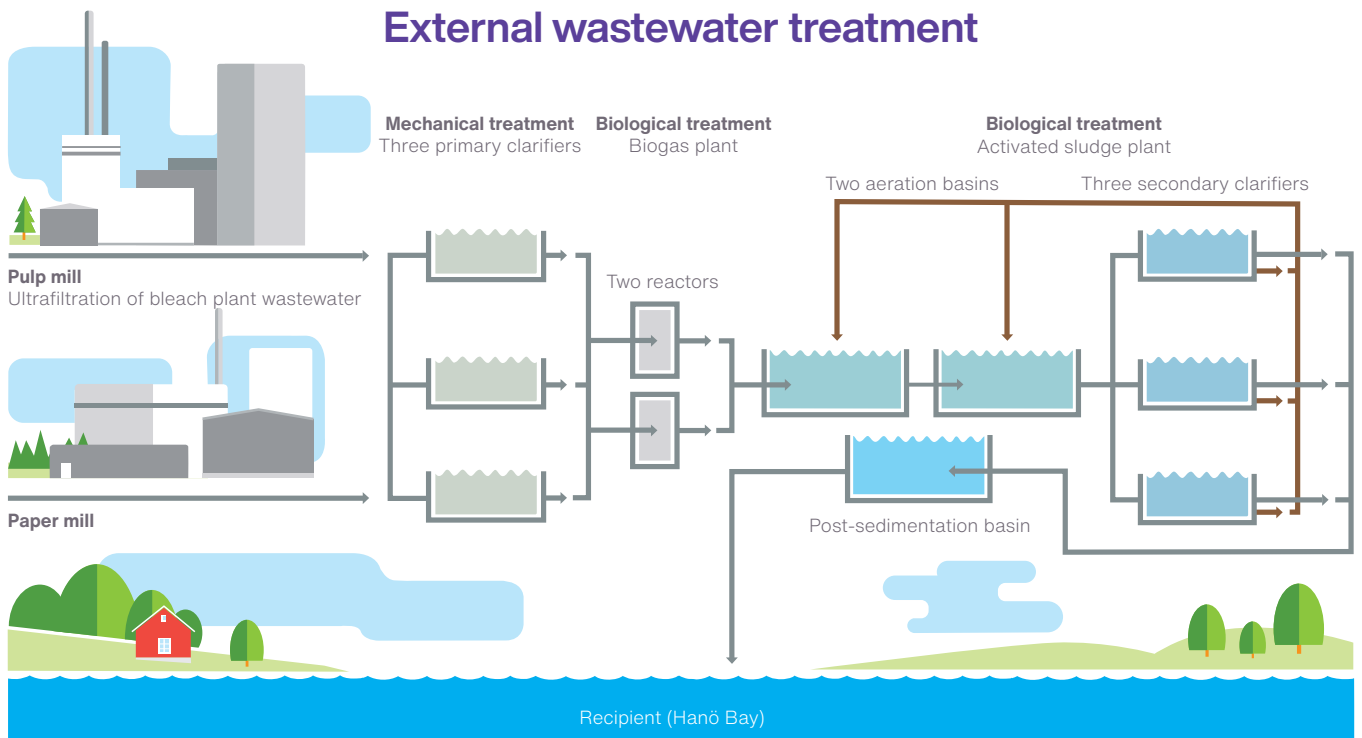 External wastewater treatment
Mechanical treatment
Three primary clarifiers
Biological treatment
Biogas plant
Biological treatment
Activated sludge plant
Two aeration basins
Three secondary clarifiers
Pulp mill
Ultrafiltration of bleach plant wastewater
Two reactors
Paper mill
Post-sedimentation basin
Recipient (Hanö Bay)